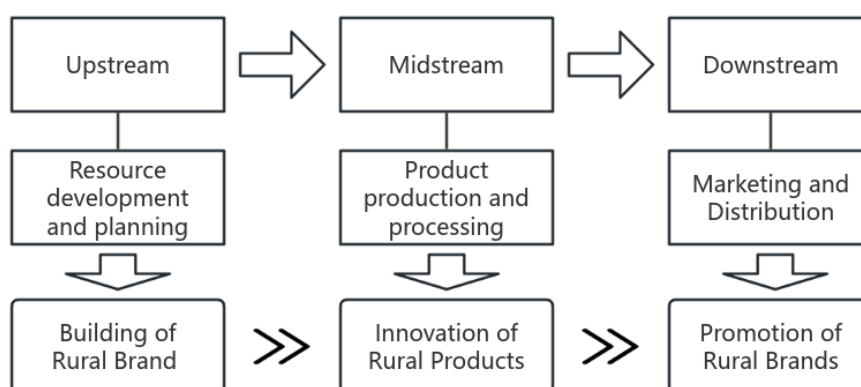 Upstream
Midstream
Downstream
Resource
development
and planning
Product
production and
processing
Marketing and
Distribution
Building of
Rural Brand
Innovation of
Rural Products
Promotion of
Rural Brands